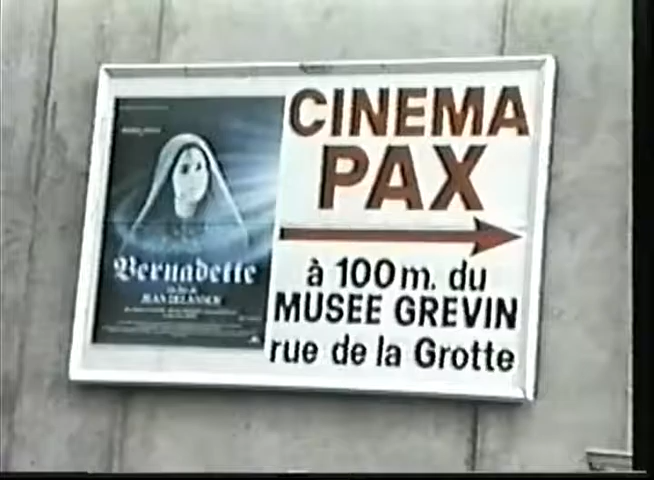 Bernadette
JEAN DELANNOY
CINEMA
PAX
à 100 m. du
MUSEE GREVIN
rue de la Grotte